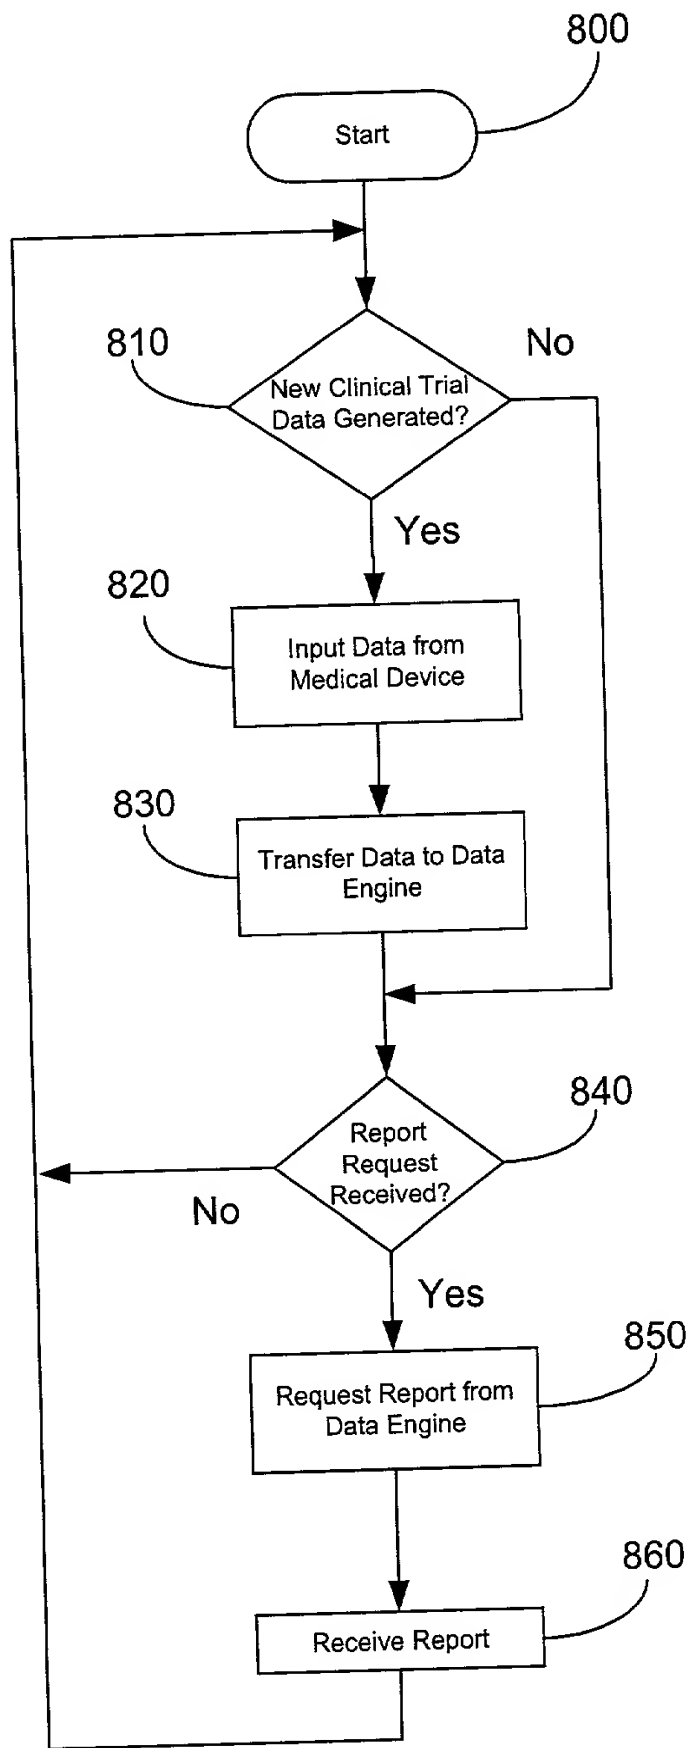 800
Start
810
No
New Clinical Trial
Data Generated?
Yes
820
Input Data from
Medical Device
830
Transfer Data to Data
Engine
840
Report
Request
Received?
No
Yes
850
Request Report from
Data Engine
860
Receive Report